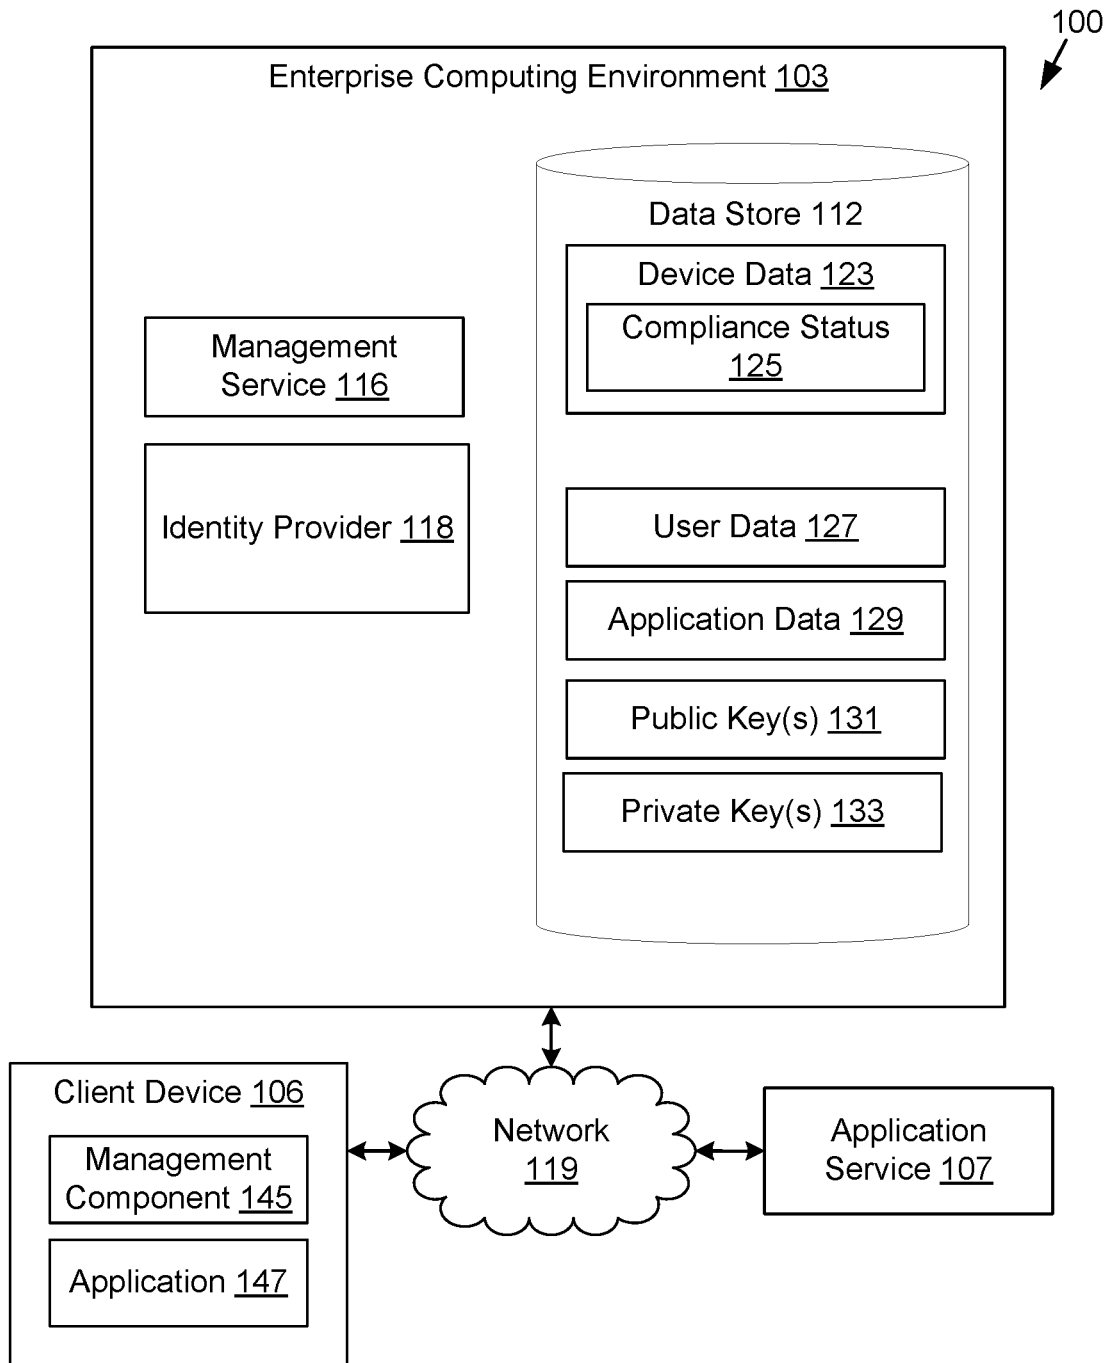 100
Enterprise Computing Environment 103
Data Store 112
Device Data 123
Compliance Status
125
Management
Service 116
Identity Provider 118
User Data 127
Application Data 129
Public Key(s) 131
Private Key(s) 133
Client Device 106
Management
Component 145
Application 147
Network
119
Application
Service 107